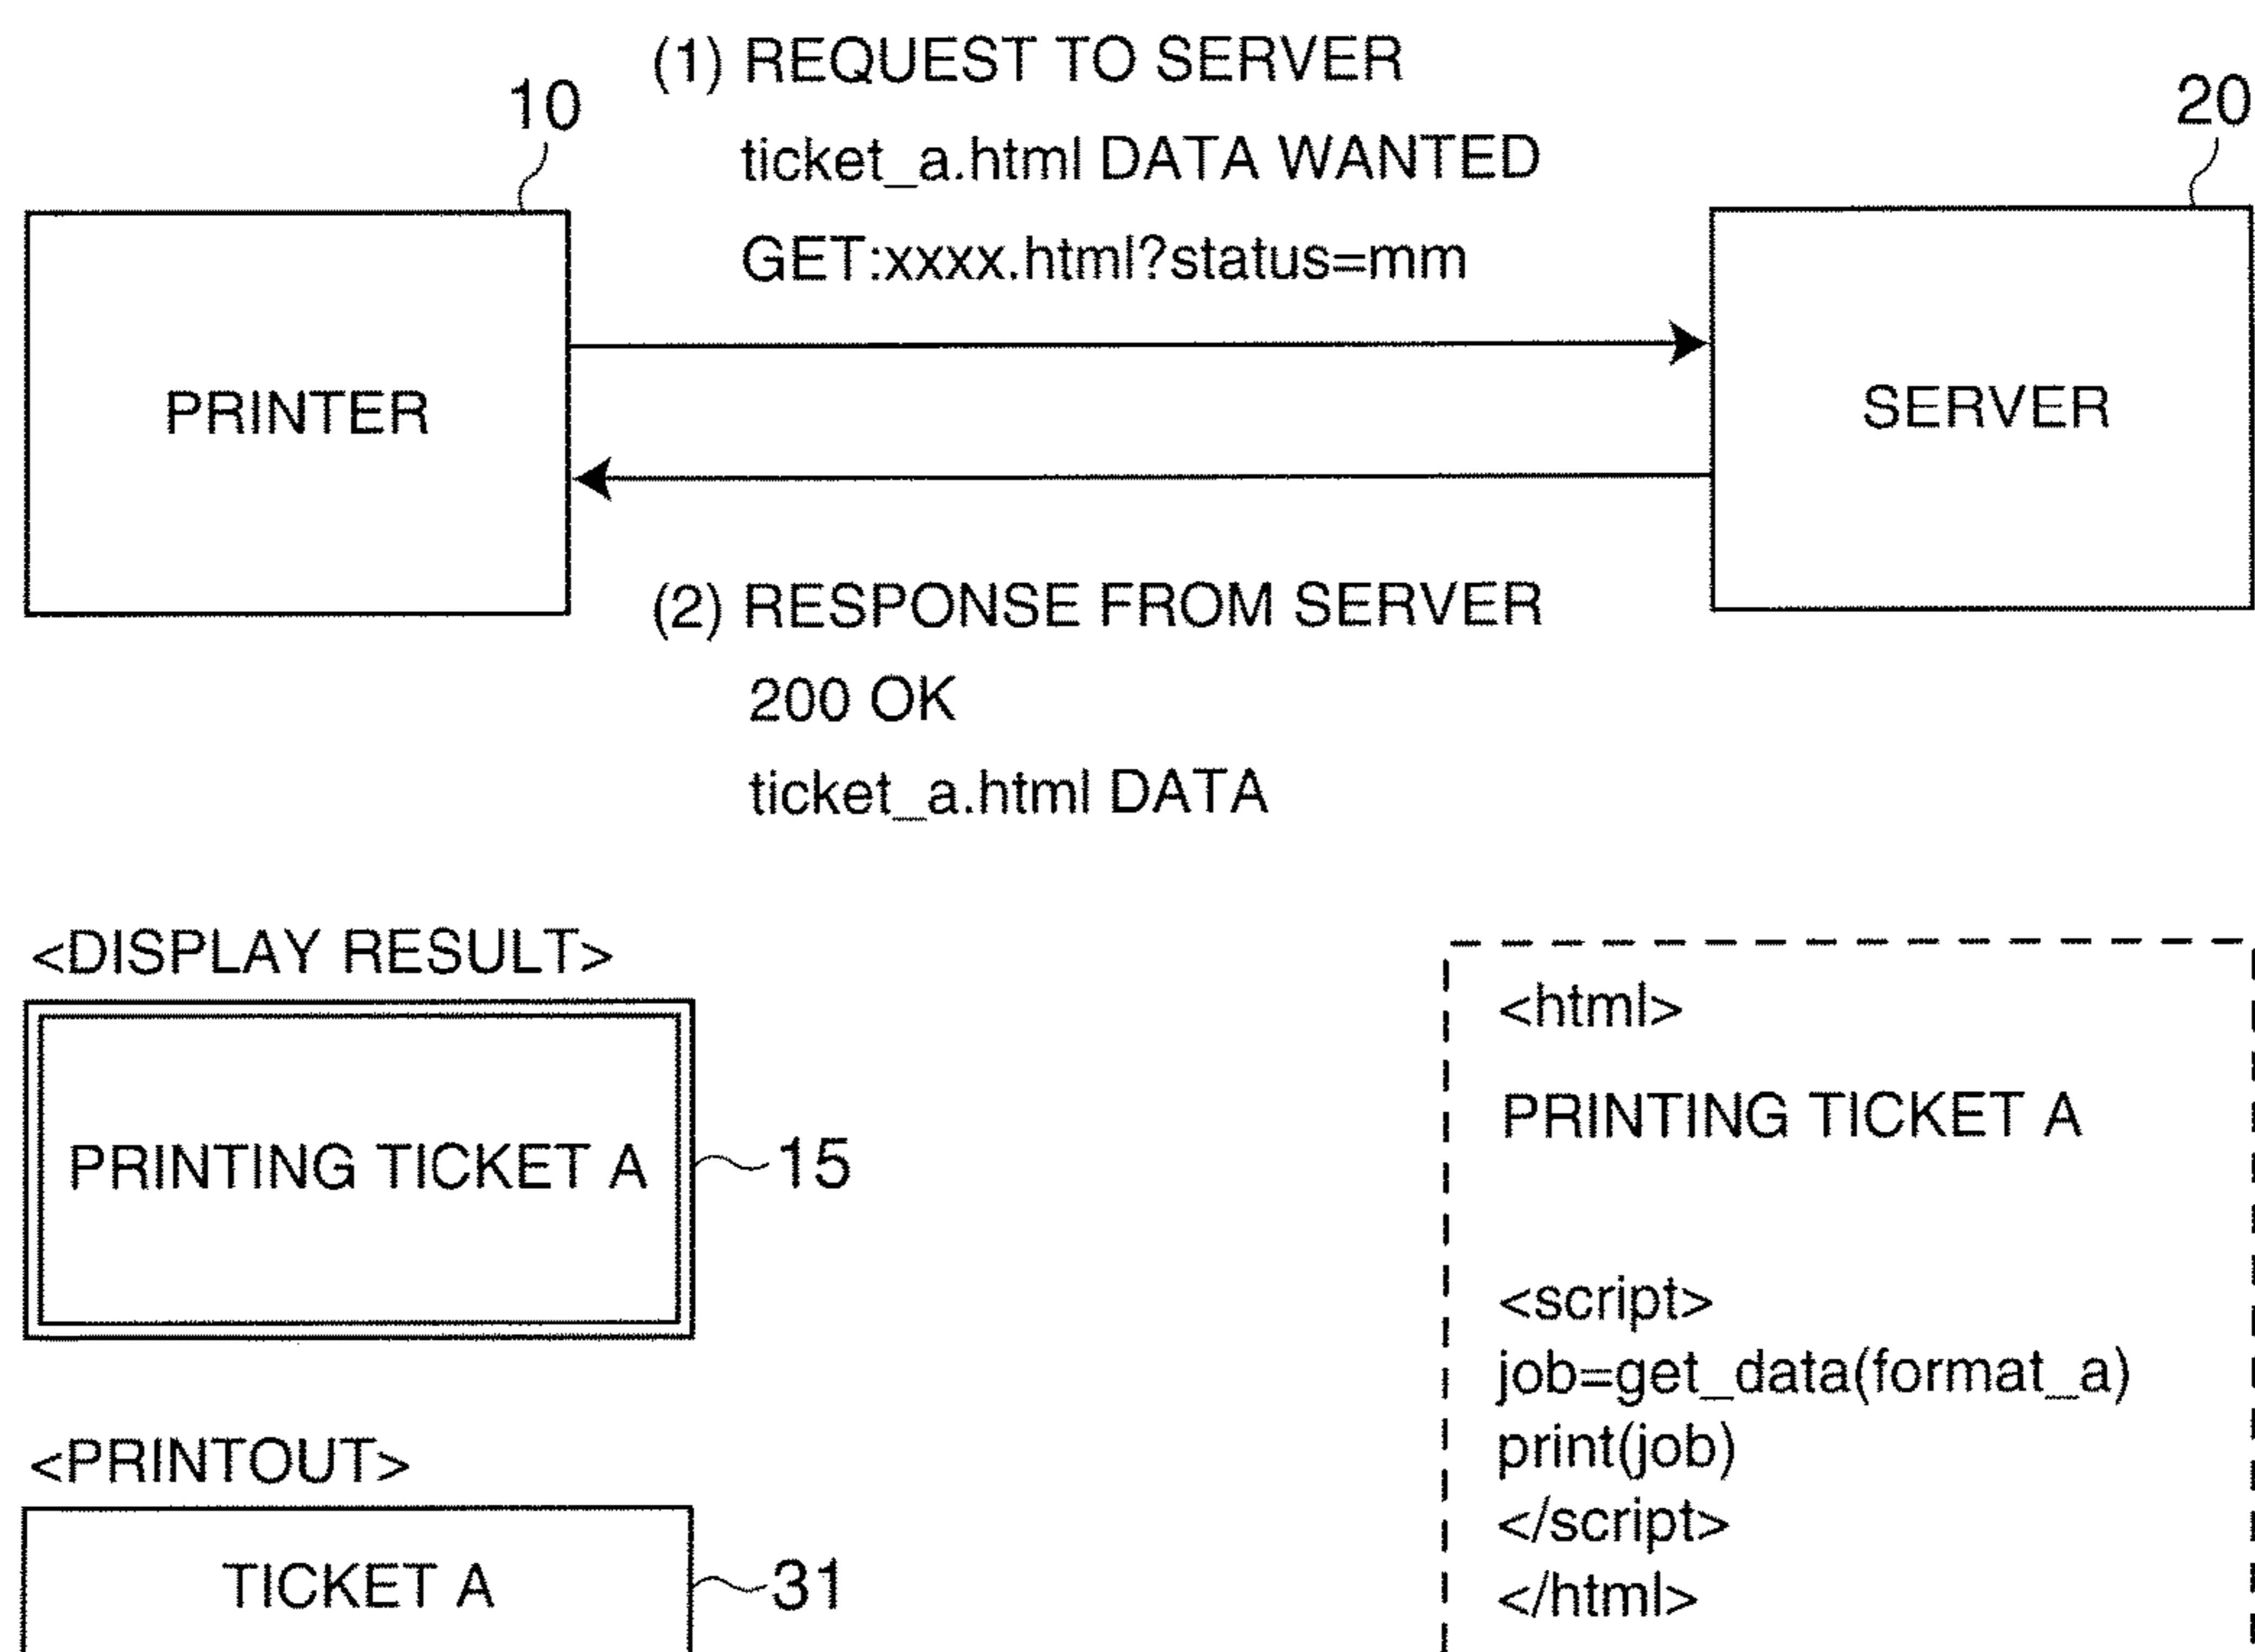 (1) REQUEST TO SERVER
10
20
ticket_a.html DATA WANTED
GET:xxxx.html?status=mm
PRINTER
SERVER
(2) RESPONSE FROM SERVER
200 OK
ticket_a.html DATA
<DISPLAY RESULT>
PRINTING TICKET A
15
<PRINTOUT>
TICKET A
31
<html>
PRINTING TICKET A
<script>
job=get_data(format_a)
print(job)
</script>
</html>